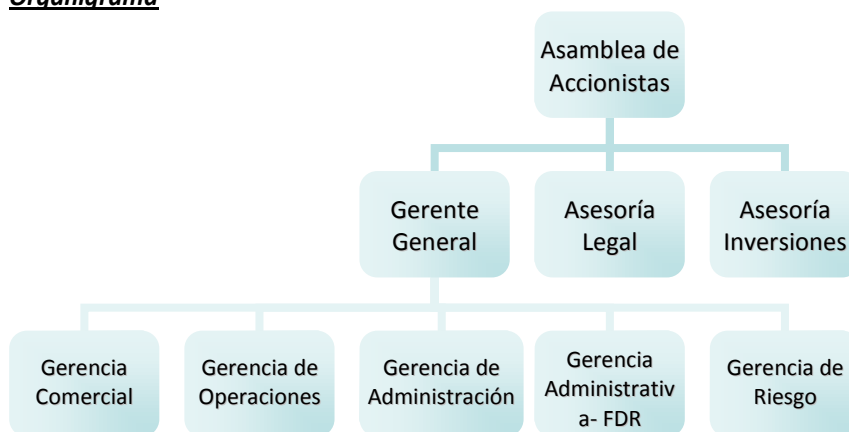 Organigrama
Asamblea de
Accionistas
Gerente
General
Asesoría
Legal
Asesoría
Inversiones
Gerencia
Comercial
Gerencia de
Operaciones
Gerencia de
Administración
Gerencia
Administrativ
a- FDR
Gerencia de
Riesgo